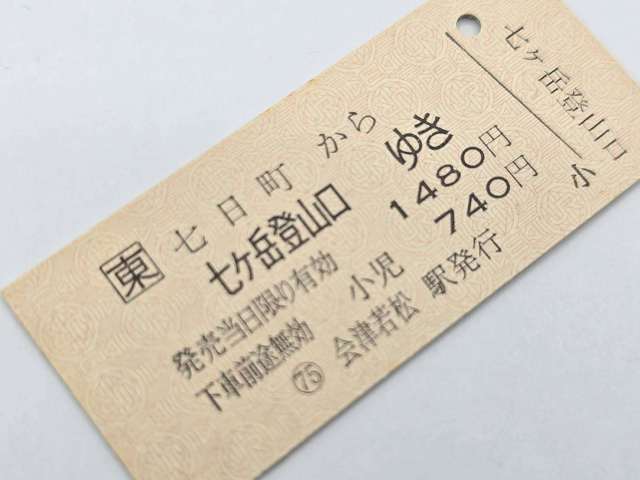 東 七日町 から
七ヶ岳登山口 ゆき
発売当日限り有効 1480円
下車前途無効 小児 740円
75 会津若松 駅発行
七ヶ岳登山口
小